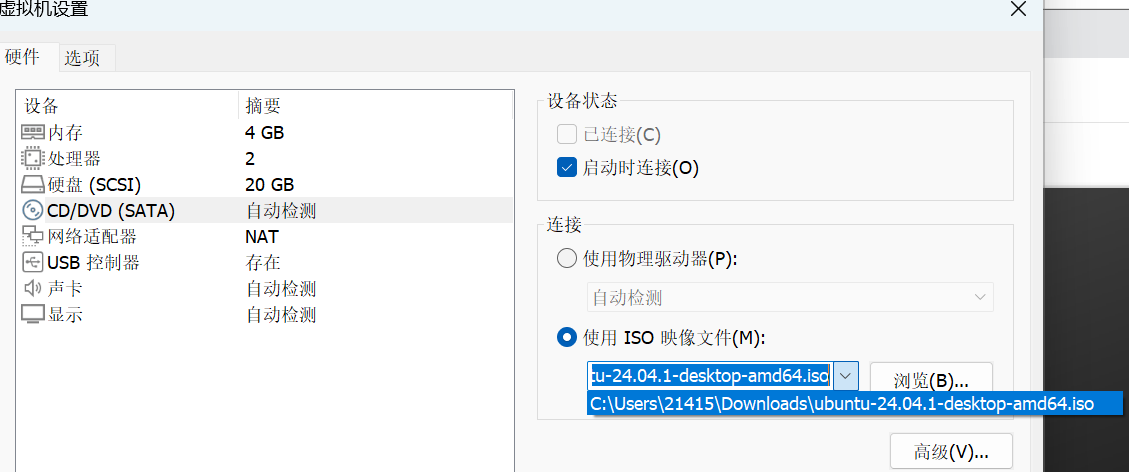 虚拟机设置
硬件 选项
设备 摘要
内存 4 GB
处理器 2
硬盘 (SCSI) 20 GB
CD/DVD (SATA) 自动检测
网络适配器 NAT
USB 控制器 存在
声卡 自动检测
显示 自动检测
设备状态
已连接(C)
启动时连接(O)
连接
使用物理驱动器(P):
自动检测
使用 ISO 映像文件(M):
tu-24.04.1-desktop-amd64.iso
浏览(B)...
C:\Users\21415\Downloads\ubuntu-24.04.1-desktop-amd64.iso
高级(V)...